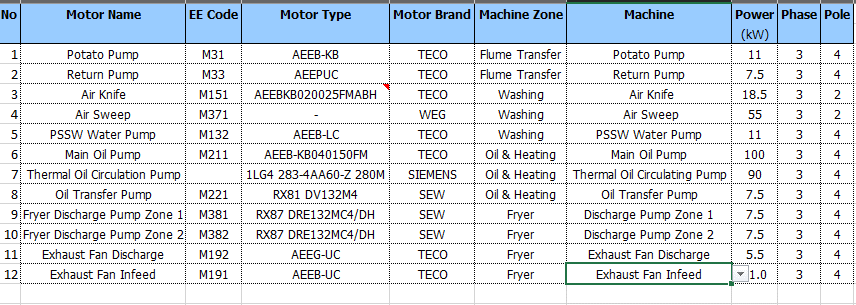 No Motor Name EE Code Motor Type Motor Brand Machine Zone Machine Power (kW) Phase Pole
1 Potato Pump M31 AEEB-KB TECO Flume Transfer Potato Pump 11 3 4
2 Return Pump M33 AEEPUC TECO Flume Transfer Return Pump 7.5 3 4
3 Air Knife M151 AEEBKB020025FMABH TECO Washing Air Knife 18.5 3 2
4 Air Sweep M371 - WEG Washing Air Sweep 55 3 2
5 PSSW Water Pump M132 AEEB-LC TECO Washing PSSW Water Pump 11 3 4
6 Main Oil Pump M211 AEEB-KB040150FM TECO Oil & Heating Main Oil Pump 100 3 4
7 Thermal Oil Circulation Pump 1LG4 283-4AA60-Z 280M SIEMENS Oil & Heating Thermal Oil Circulating Pump 90 3 4
8 Oil Transfer Pump M221 RX81 DV132M4 SEW Oil & Heating Oil Transfer Pump 7.5 3 4
9 Fryer Discharge Pump Zone 1 M381 RX87 DRE132MC4/DH SEW Fryer Discharge Pump Zone 1 7.5 3 4
10 Fryer Discharge Pump Zone 2 M382 RX87 DRE132MC4/DH SEW Fryer Discharge Pump Zone 2 7.5 3 4
11 Exhaust Fan Discharge M192 AEEG-UC TECO Fryer Exhaust Fan Discharge 5.5 3 4
12 Exhaust Fan Infeed M191 AEEB-UC TECO Fryer Exhaust Fan Infeed 1.0 3 4